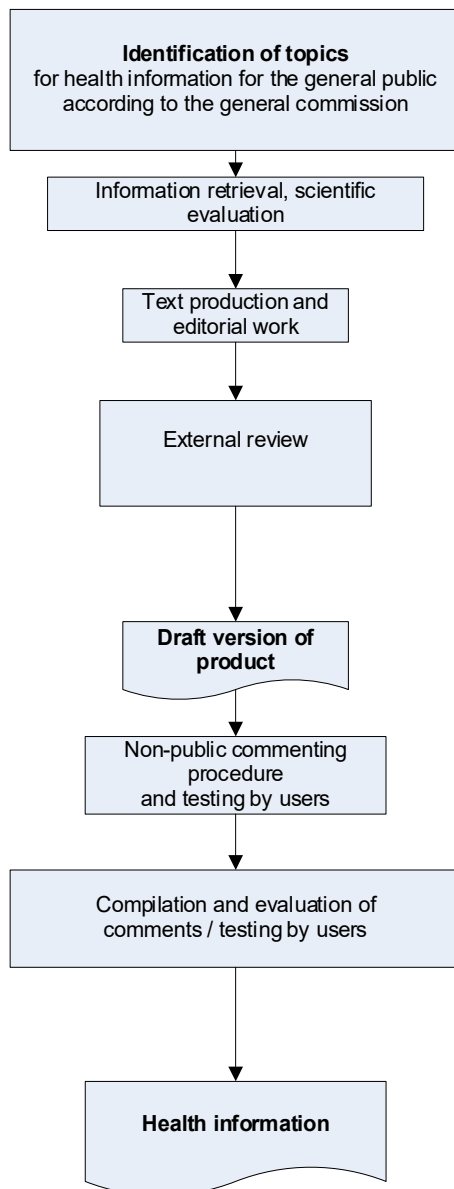 Identification of topics
for health information for the general public
according to the general commission
Information retrieval, scientific
evaluation
Text production and
editorial work
External review
Draft version of
product
Non-public commenting
procedure
and testing by users
Compilation and evaluation of
comments / testing by users
Health information